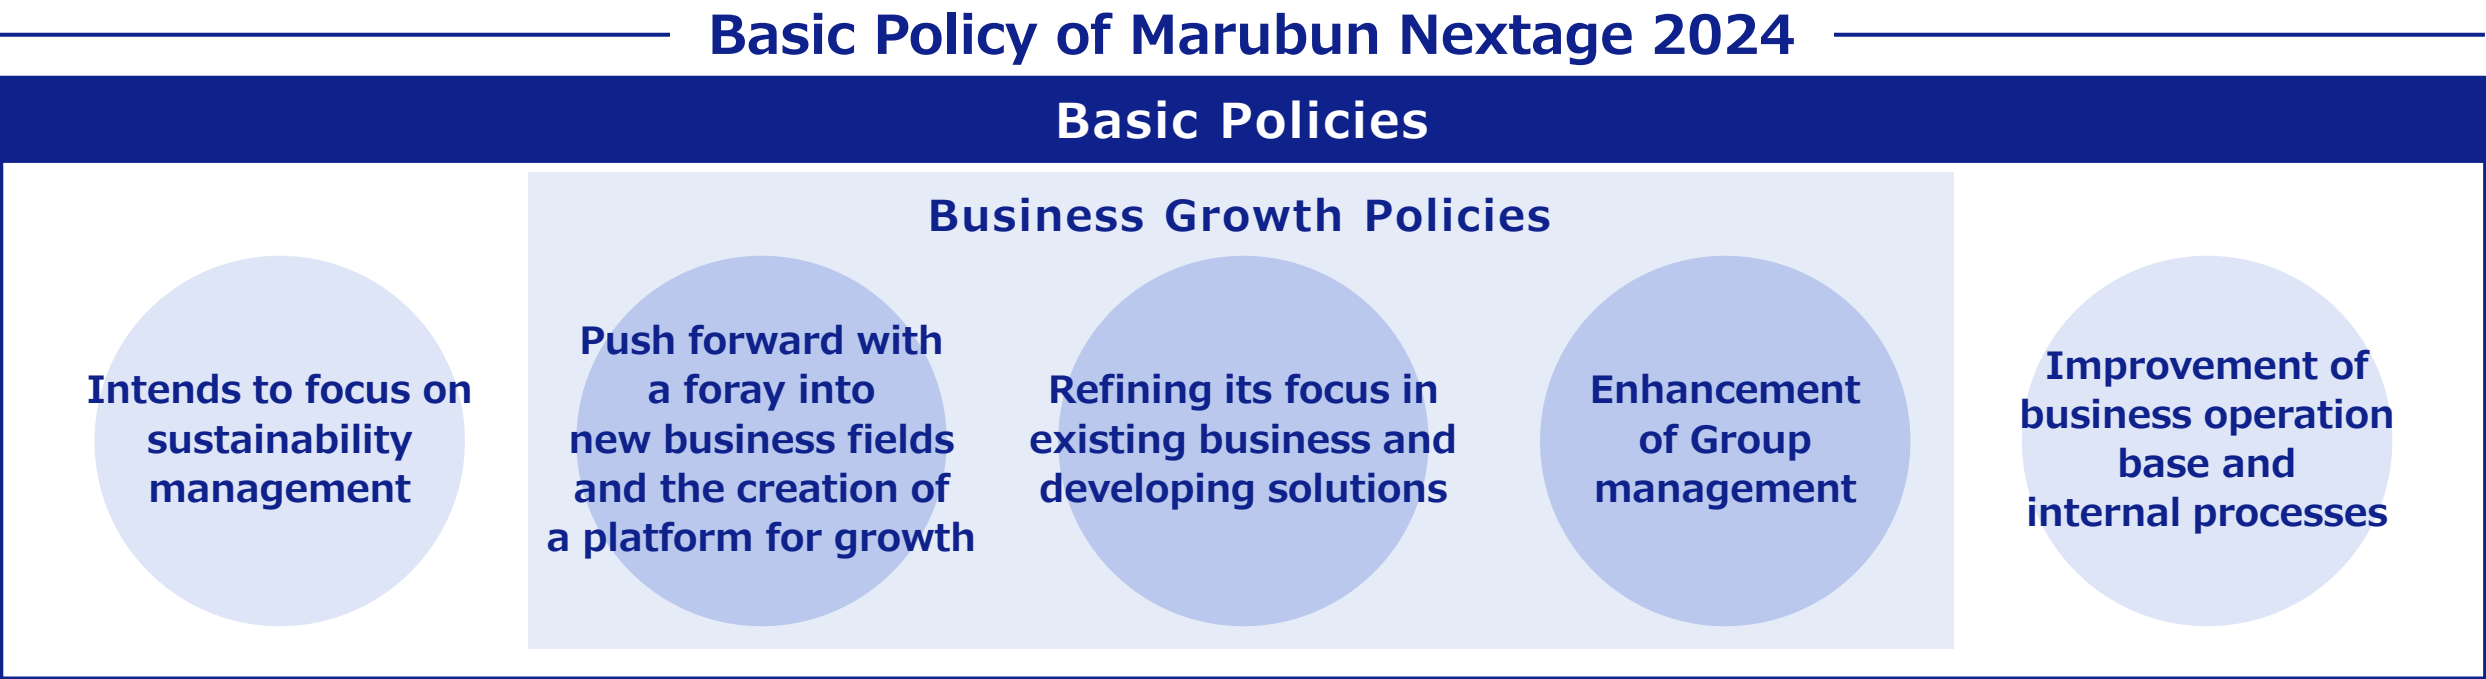 Basic Policy of Marubun Nextage 2024
Basic Policies
Business Growth Policies
Intends to focus on
sustainability
management
Push forward with
a foray into
new business fields
and the creation of
a platform for growth
Refining its focus in
existing business and
developing solutions
Enhancement
of Group
management
Improvement of
business operation
base and
internal processes